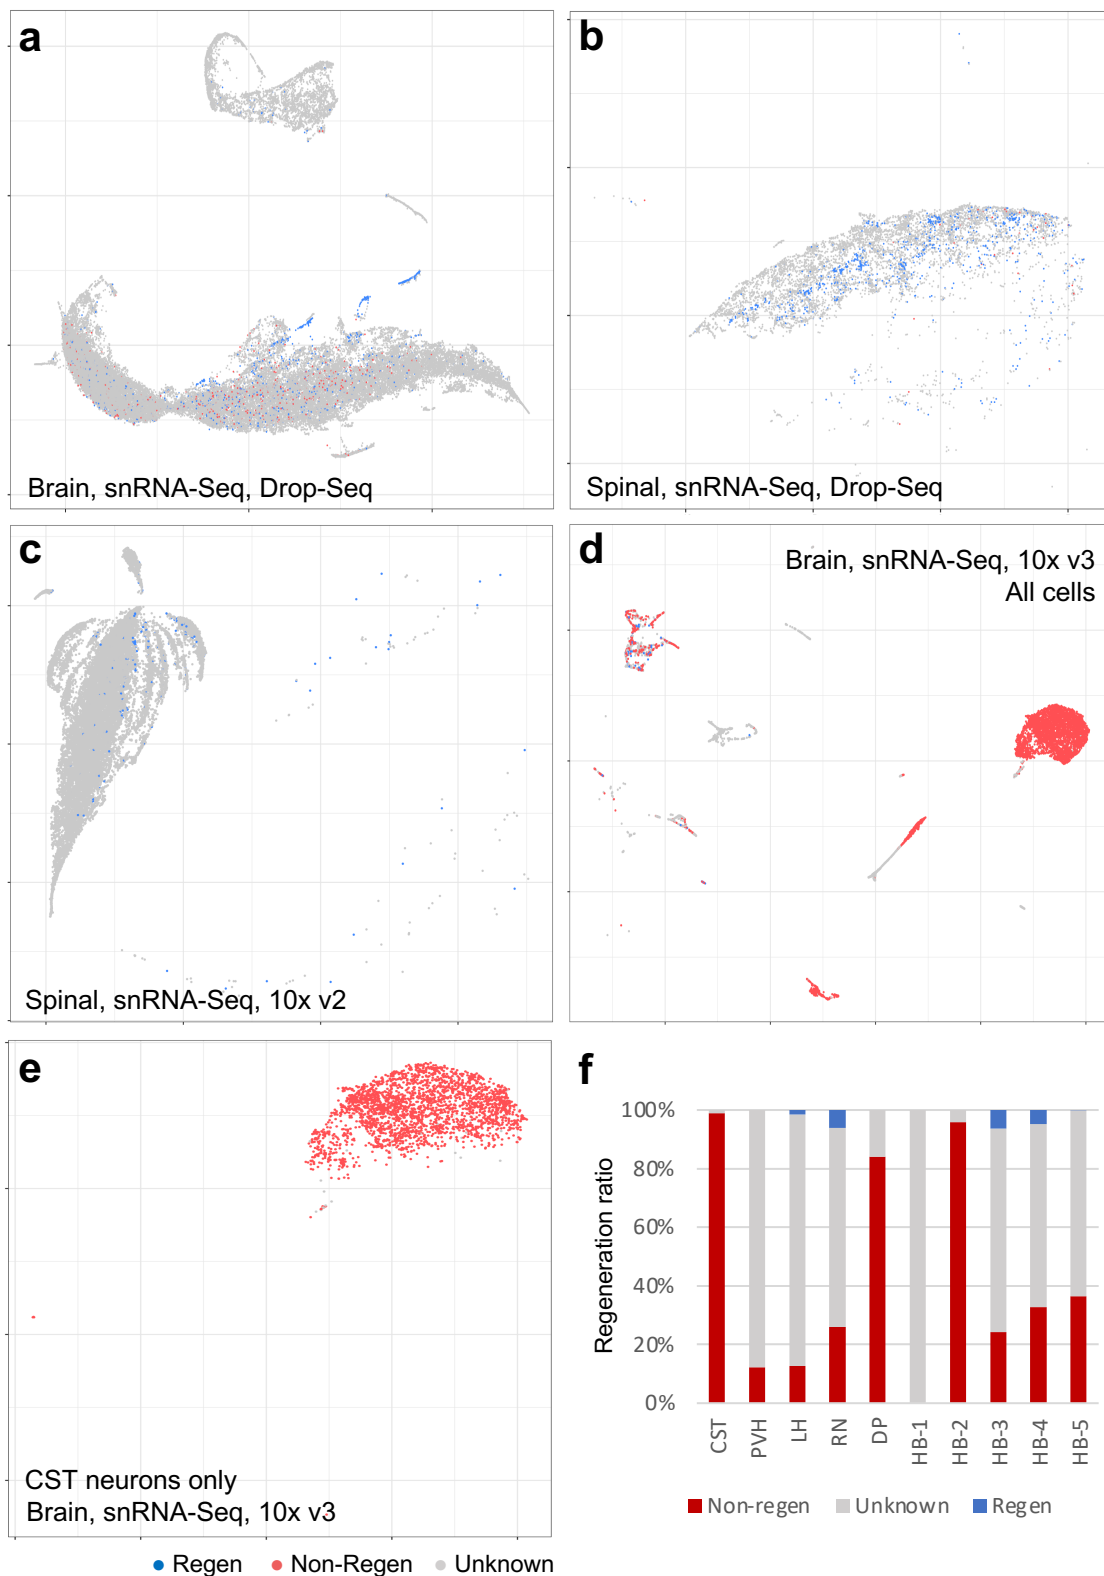 a
Brain, snRNA-Seq, Drop-Seq
b
Spinal, snRNA-Seq, Drop-Seq
c
Spinal, snRNA-Seq, 10x v2
d
Brain, snRNA-Seq, 10x v3
All cells
e
CST neurons only
Brain, snRNA-Seq, 10x v3
Regen Non-Regen Unknown
f
Regeneration ratio
100%
80%
60%
40%
20%
0%
CST PVH LH RN DP HB-1 HB-2 HB-3 HB-4 HB-5
Non-regen Unknown Regen